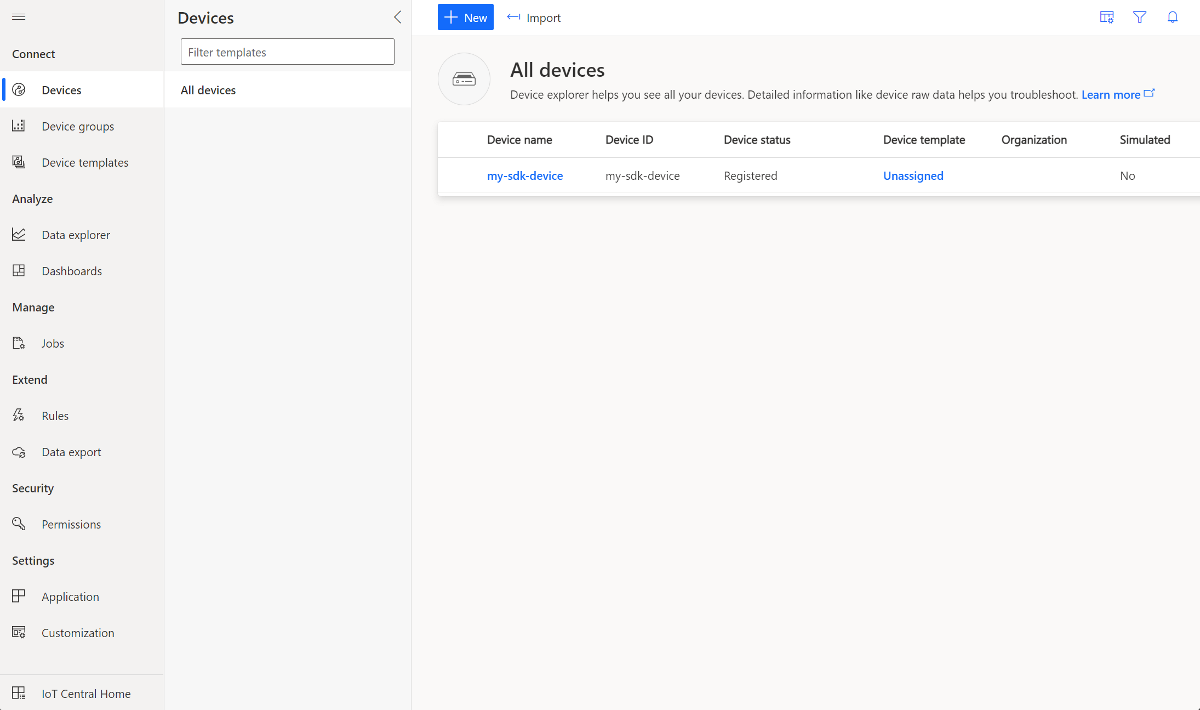 Connect
Devices
Device groups
Device templates
Analyze
Data explorer
Dashboards
Manage
Jobs
Extend
Rules
Data export
Security
Permissions
Settings
Application
Customization
IoT Central Home
Devices
Filter templates
All devices
New Import
All devices
Device explorer helps you see all your devices. Detailed information like device raw data helps you troubleshoot. Learn more
Device name Device ID Device status Device template Organization Simulated
my-sdk-device my-sdk-device Registered Unassigned No